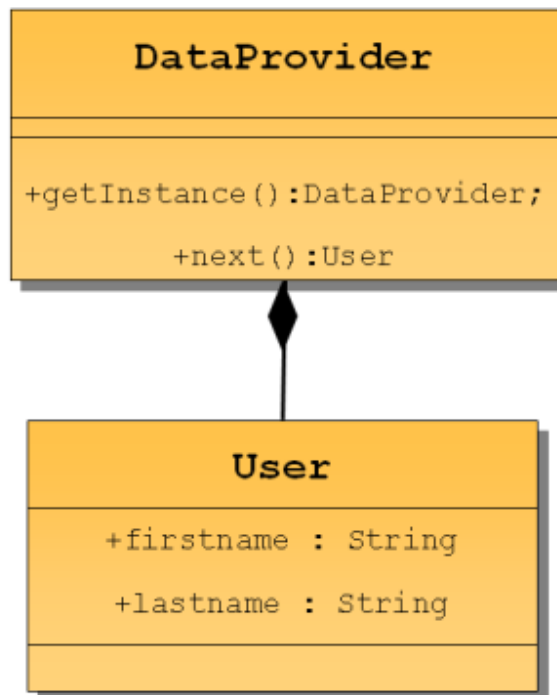 DataProvider
+getInstance():DataProvider;
+next():User
User
+firstname : String
+lastname : String